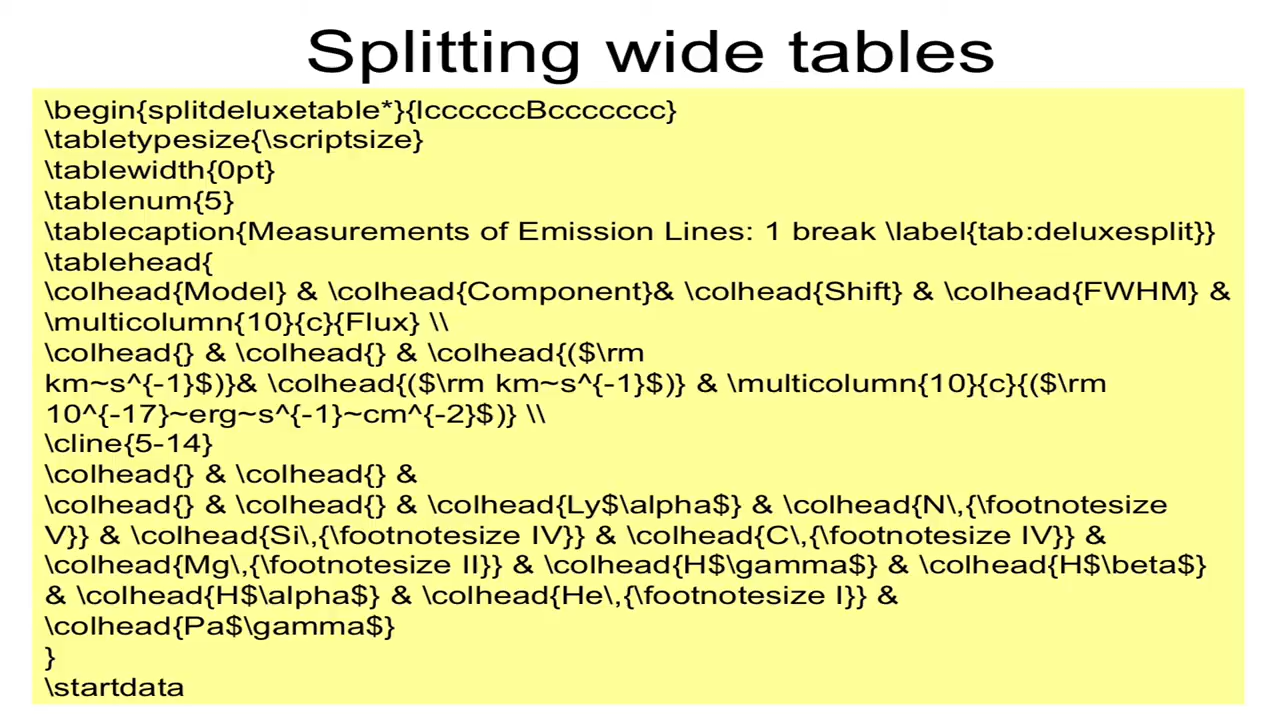 Splitting wide tables
\begin{splitdeluxetable*}{lccccccBccccccc}
\tabletypesize{\scriptsize}
\tablewidth{0pt}
\tablenum{5}
\tablecaption{Measurements of Emission Lines: 1 break \label{tab:deluxesplit}}
\tablehead{
\colhead{Model} & \colhead{Component}& \colhead{Shift} & \colhead{FWHM} &
\multicolumn{10}{c}{Flux} \\
\colhead{} & \colhead{} & \colhead{($\rm
km~s^{-1}$)}& \colhead{($\rm km~s^{-1}$)} & \multicolumn{10}{c}{($\rm
10^{-17}~erg~s^{-1}~cm^{-2}$)} \\
\cline{5-14}
\colhead{} & \colhead{} &
\colhead{} & \colhead{} & \colhead{Ly$\alpha$} & \colhead{N\,{\footnotesize
V}} & \colhead{Si\,{\footnotesize IV}} & \colhead{C\,{\footnotesize IV}} &
\colhead{Mg\,{\footnotesize II}} & \colhead{H$\gamma$} & \colhead{H$\beta$}
& \colhead{H$\alpha$} & \colhead{He\,{\footnotesize I}} &
\colhead{Pa$\gamma$}
}
\startdata